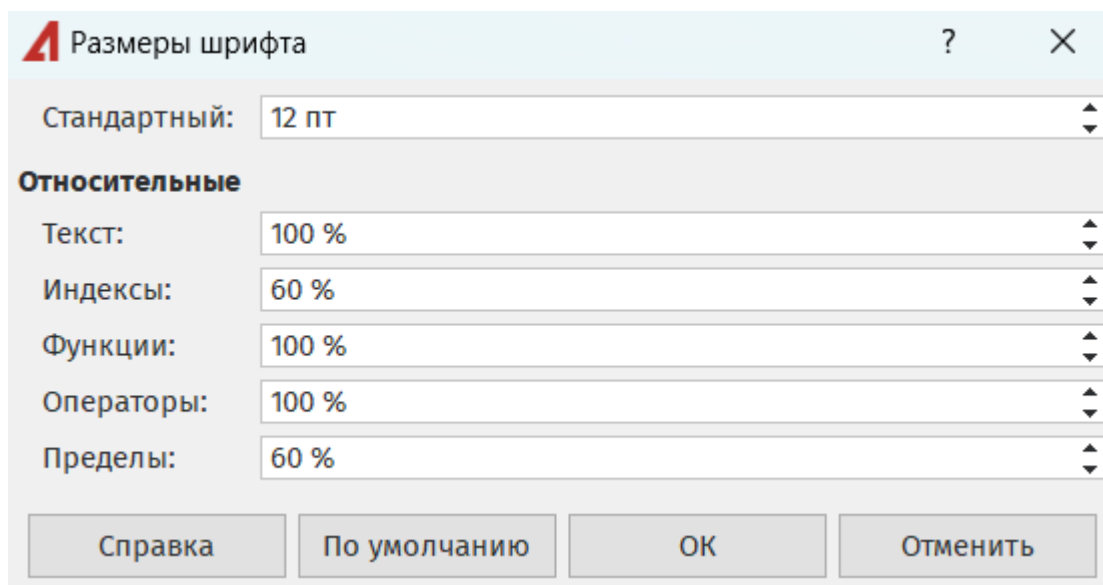 Размеры шрифта ?
Стандартный: 12 пт
Относительные
Текст: 100 %
Индексы: 60 %
Функции: 100 %
Операторы: 100 %
Пределы: 60 %
Справка По умолчанию ОК Отменить